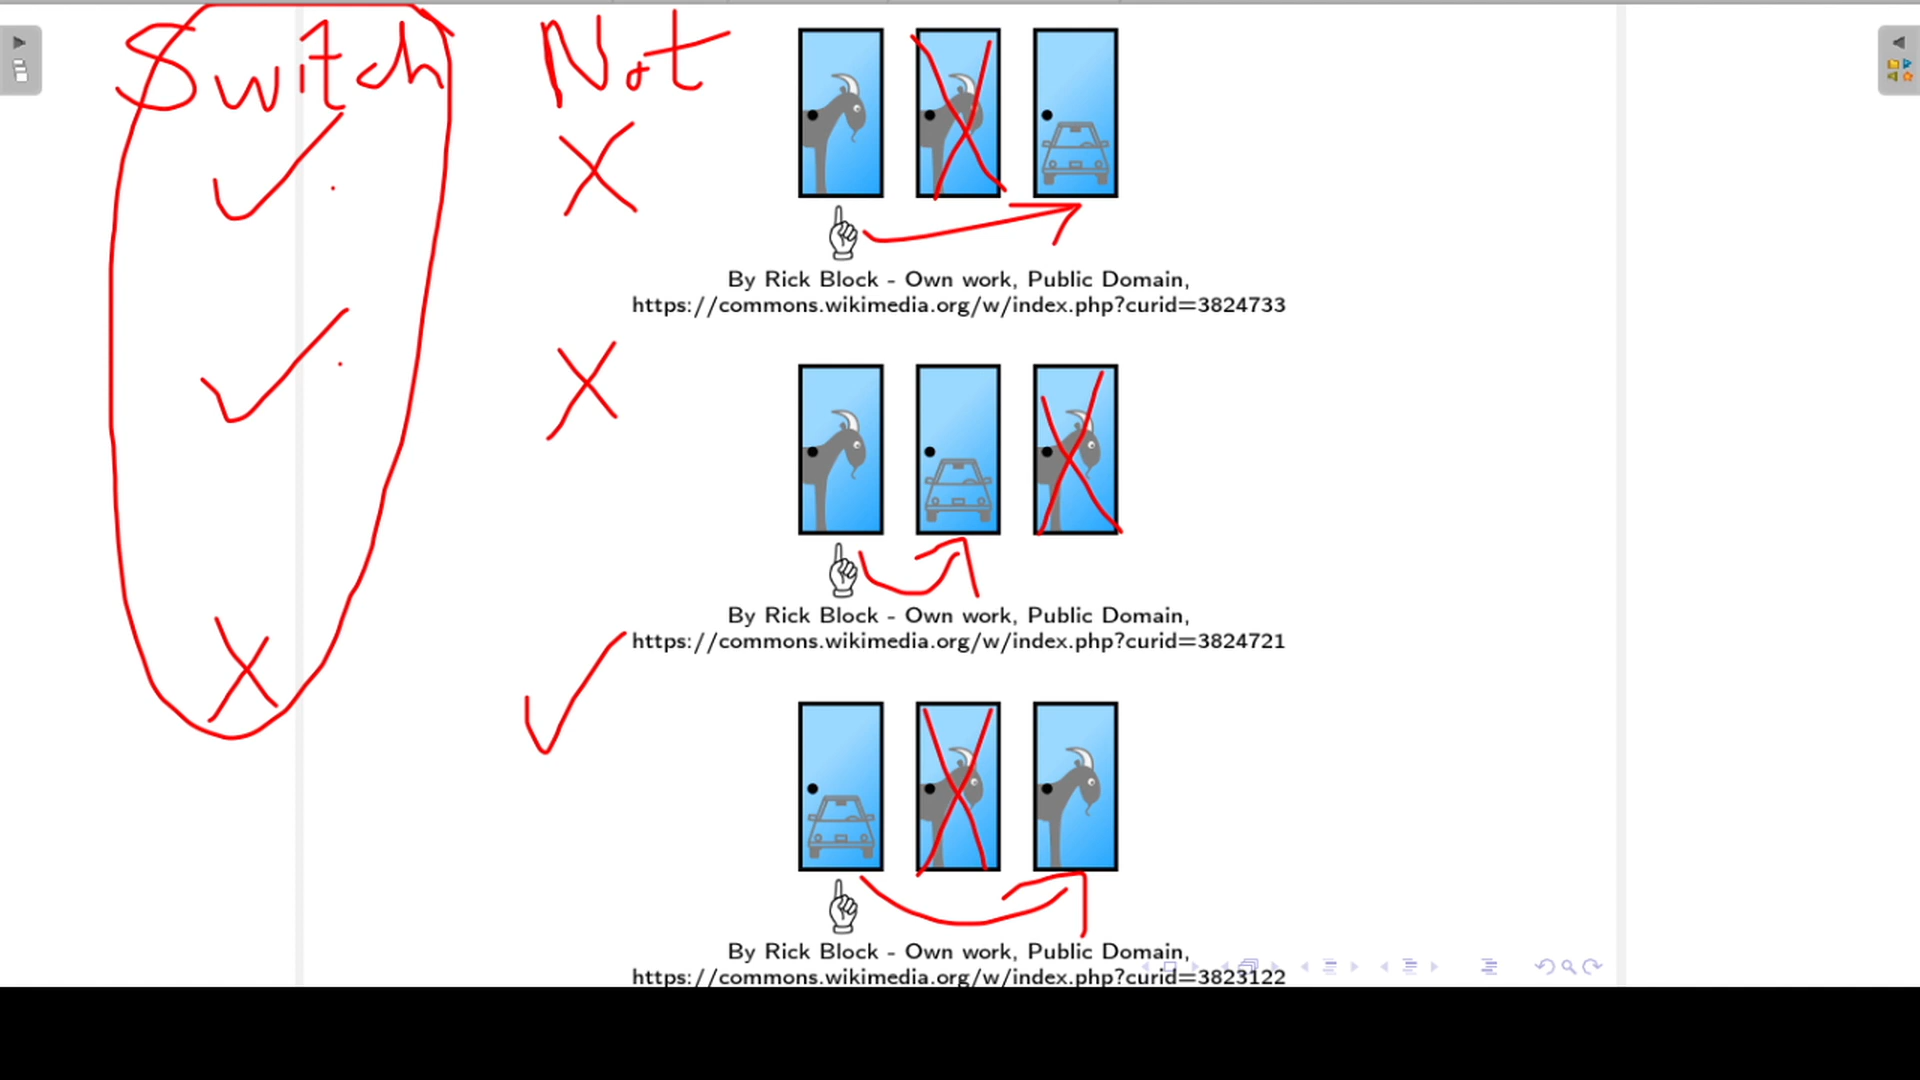 Switch Not
By Rick Block - Own work, Public Domain,
https://commons.wikimedia.org/w/index.php?curid=3824733
By Rick Block - Own work, Public Domain,
https://commons.wikimedia.org/w/index.php?curid=3824721
By Rick Block - Own work, Public Domain,
https://commons.wikimedia.org/w/index.php?curid=3823122